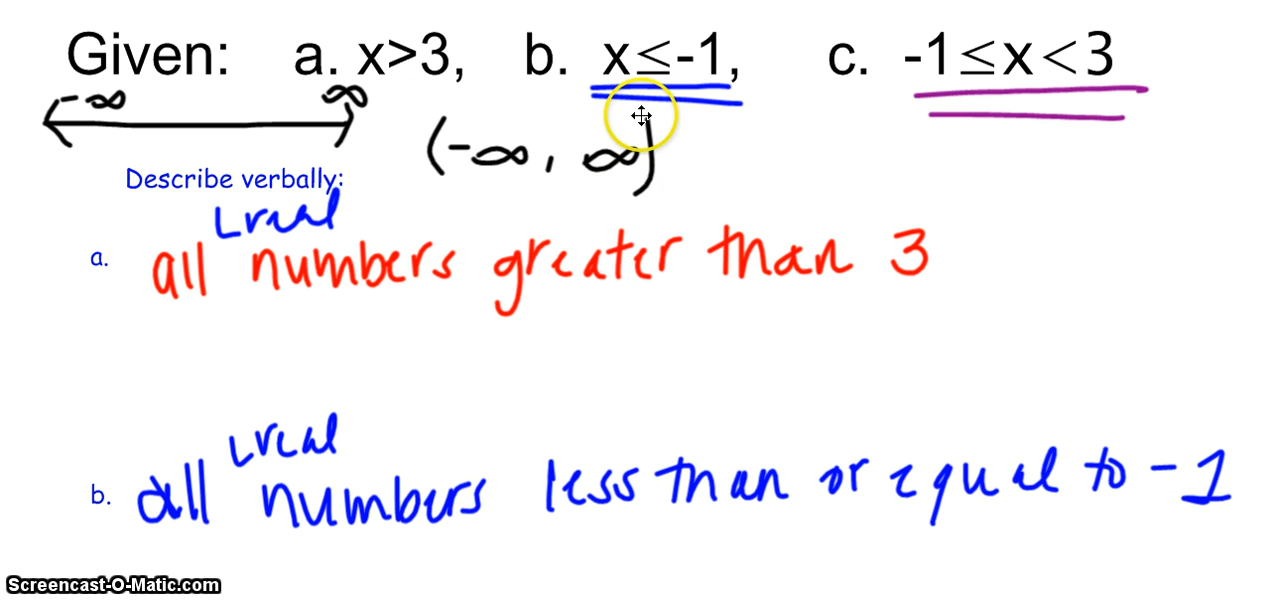 Given: a. x>3, b. x≤-1, c. -1≤x<3
-∞ ∞
(-∞, ∞)
Describe verbally:
real
a. all numbers greater than 3
real
b. all numbers less than or equal to -1
Screencast-O-Matic.com